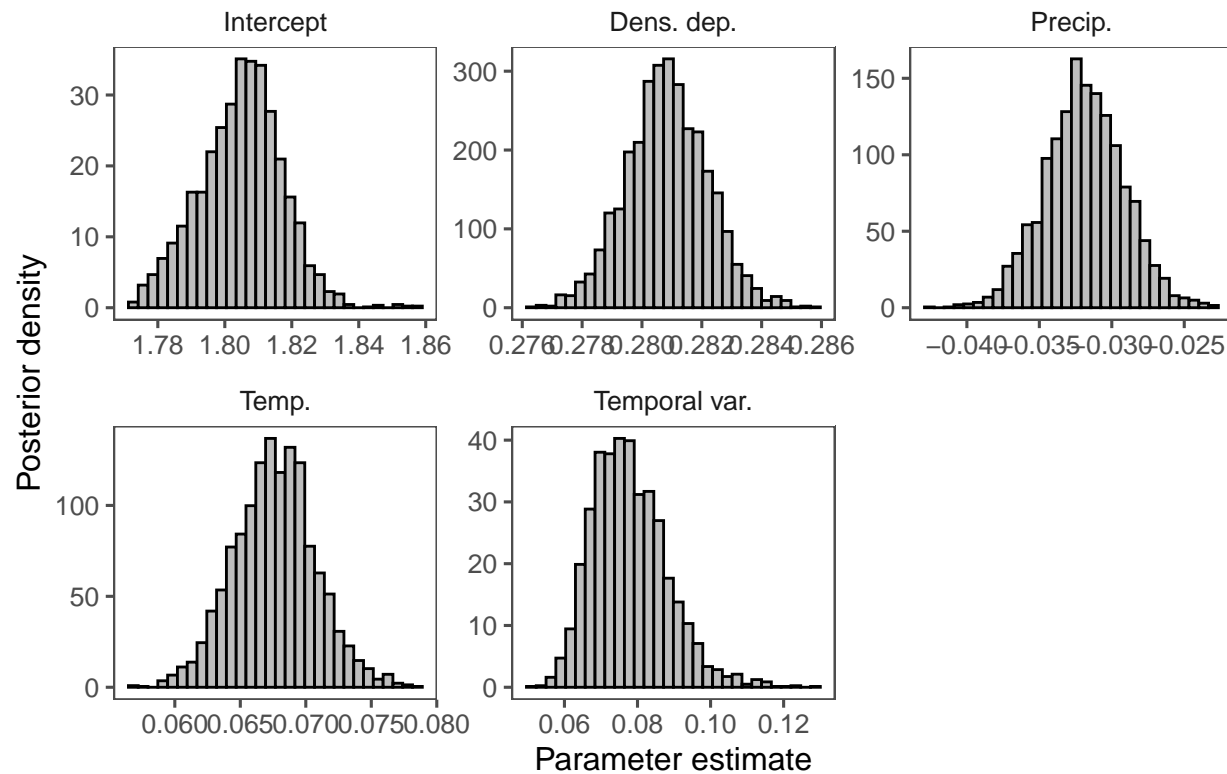 Intercept Dens. dep. Precip.
30
20
10
0
1.78 1.80 1.82 1.84 1.86
300
200
100
0
0.276 0.278 0.280 0.282 0.284 0.286
150
100
50
0
−0.040 −0.035 −0.030 −0.025
Posterior density
Temp. Temporal var.
100
50
0
0.060 0.065 0.070 0.075 0.080
40
30
20
10
0
0.06 0.08 0.10 0.12
Parameter estimate